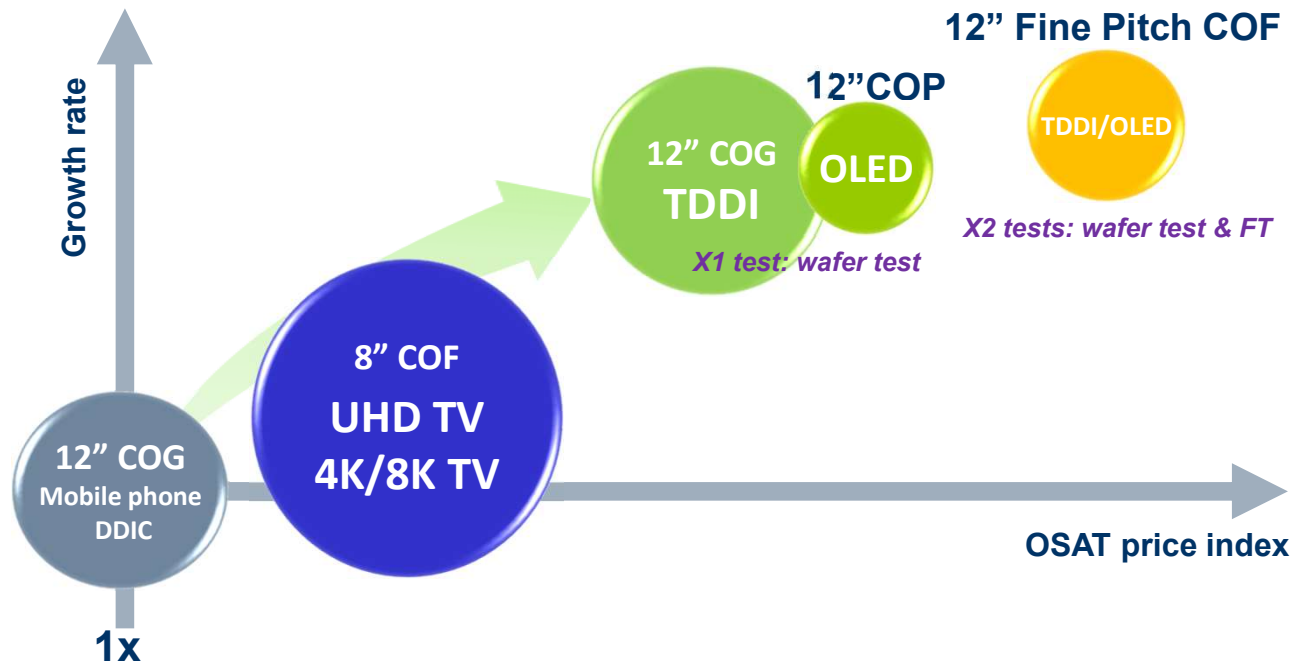 12” Fine Pitch COF
12”COP
Growth rate
TDDI/OLED
12” COG
TDDI
OLED
X2 tests: wafer test & FT
X1 test: wafer test
8” COF
UHD TV
4K/8K TV
12” COG
Mobile phone
DDIC
OSAT price index
1x